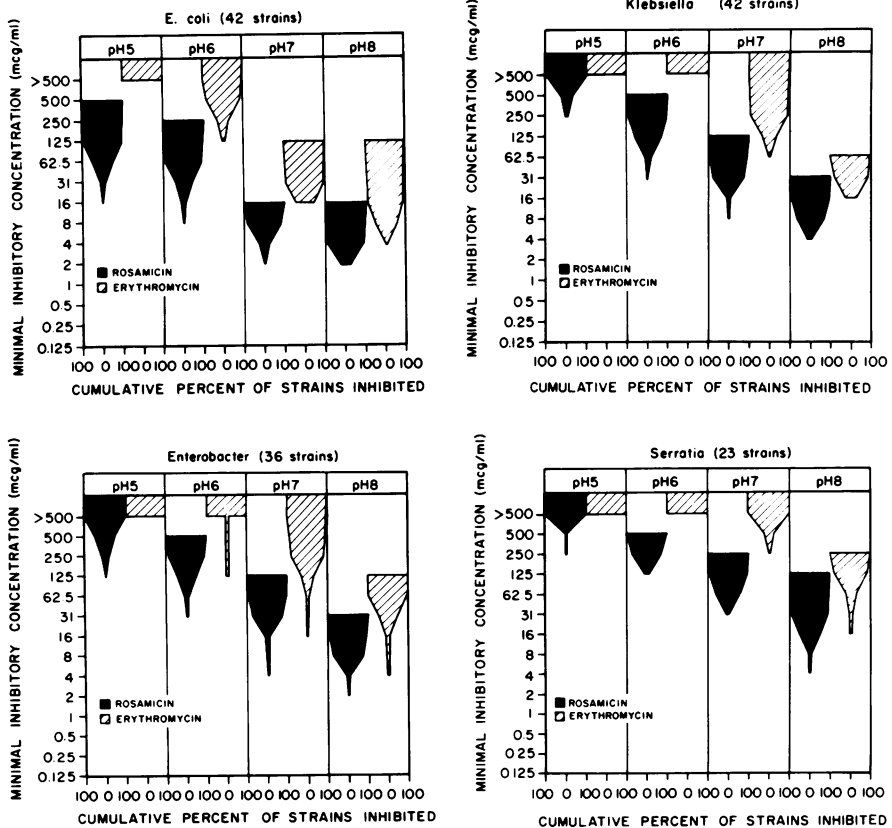 E. coli (42 strains)
pH5 pH6 pH7 pH8
MINIMAL INHIBITORY CONCENTRATION (mcg/ml)
>500
500
250
125
62.5
31
16
8
4
2
1
0.5
0.25
0.125
ROSAMICIN
ERYTHROMYCIN
100 0 100 0 100 0 100 0 100 0 100 0 100 0 100 0 100
CUMULATIVE PERCENT OF STRAINS INHIBITED
Klebsiella (42 strains)
pH5 pH6 pH7 pH8
MINIMAL INHIBITORY CONCENTRATION (mcg/ml)
>500
500
250
125
62.5
31
16
8
4
2
1
0.5
0.25
0.125
ROSAMICIN
ERYTHROMYCIN
100 0 100 0 100 0 100 0 100 0 100 0 100 0 100 0 100
CUMULATIVE PERCENT OF STRAINS INHIBITED
Enterobacter (36 strains)
pH5 pH6 pH7 pH8
MINIMAL INHIBITORY CONCENTRATION (mcg/ml)
>500
500
250
125
62.5
31
16
8
4
2
1
0.5
0.25
0.125
ROSAMICIN
ERYTHROMYCIN
100 0 100 0 100 0 100 0 100 0 100 0 100 0 100 0 100
CUMULATIVE PERCENT OF STRAINS INHIBITED
Serratia (23 strains)
pH5 pH6 pH7 pH8
MINIMAL INHIBITORY CONCENTRATION (mcg/ml)
>500
500
250
125
62.5
31
16
8
4
2
1
0.5
0.25
0.125
ROSAMICIN
ERYTHROMYCIN
100 0 100 0 100 0 100 0 100 0 100 0 100 0 100 0 100
CUMULATIVE PERCENT OF STRAINS INHIBITED